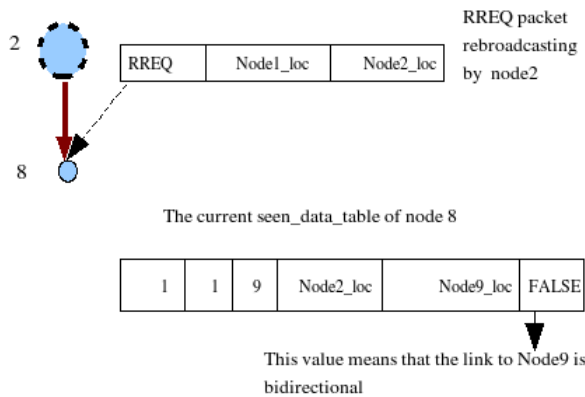 2
RREQ Node1_loc Node2_loc
RREQ packet
rebroadcasting
by node2
8
The current seen_data_table of node 8
1 1 9 Node2_loc Node9_loc FALSE
This value means that the link to Node9 is
bidirectional